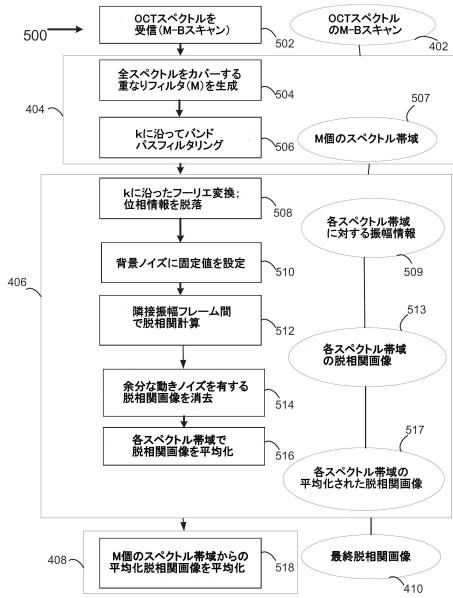 500
OCTスペクトルを
受信(M-Bスキャン)
502
OCTスペクトル
のM-Bスキャン
402
404
全スペクトルをカバーする
重なりフィルタ(M)を生成
504
kに沿ってバンド
パスフィルタリング
506
507
M個のスペクトル帯域
406
kに沿ったフーリエ変換;
位相情報を脱落
508
各スペクトル帯域
に対する振幅情報
509
背景ノイズに固定値を設定
510
隣接振幅フレーム間
で脱相関計算
512
513
各スペクトル帯域
の脱相関画像
余分な動きノイズを有する
脱相関画像を消去
514
各スペクトル帯域で
脱相関画像を平均化
516
517
各スペクトル帯域の
平均化された脱相関画像
408
M個のスペクトル帯域からの
平均化脱相関画像を平均化
518
最終脱相関画像
410